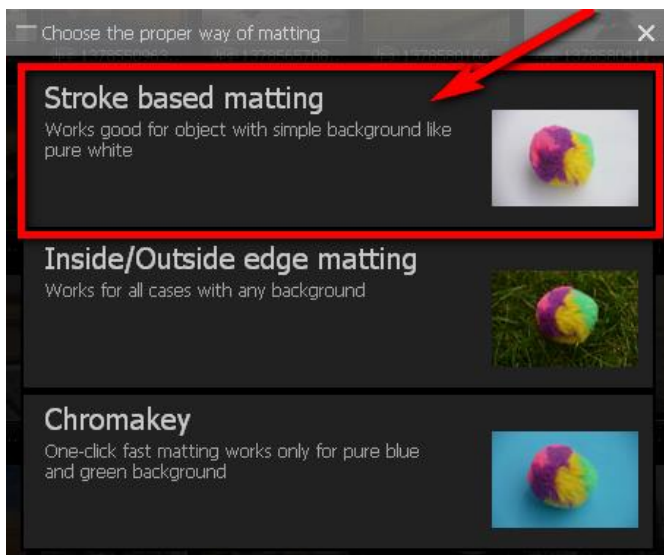 Choose the proper way of matting
Stroke based matting
Works good for object with simple background like
pure white
Inside/Outside edge matting
Works for all cases with any background
Chromakey
One-click fast matting works only for pure blue
and green background